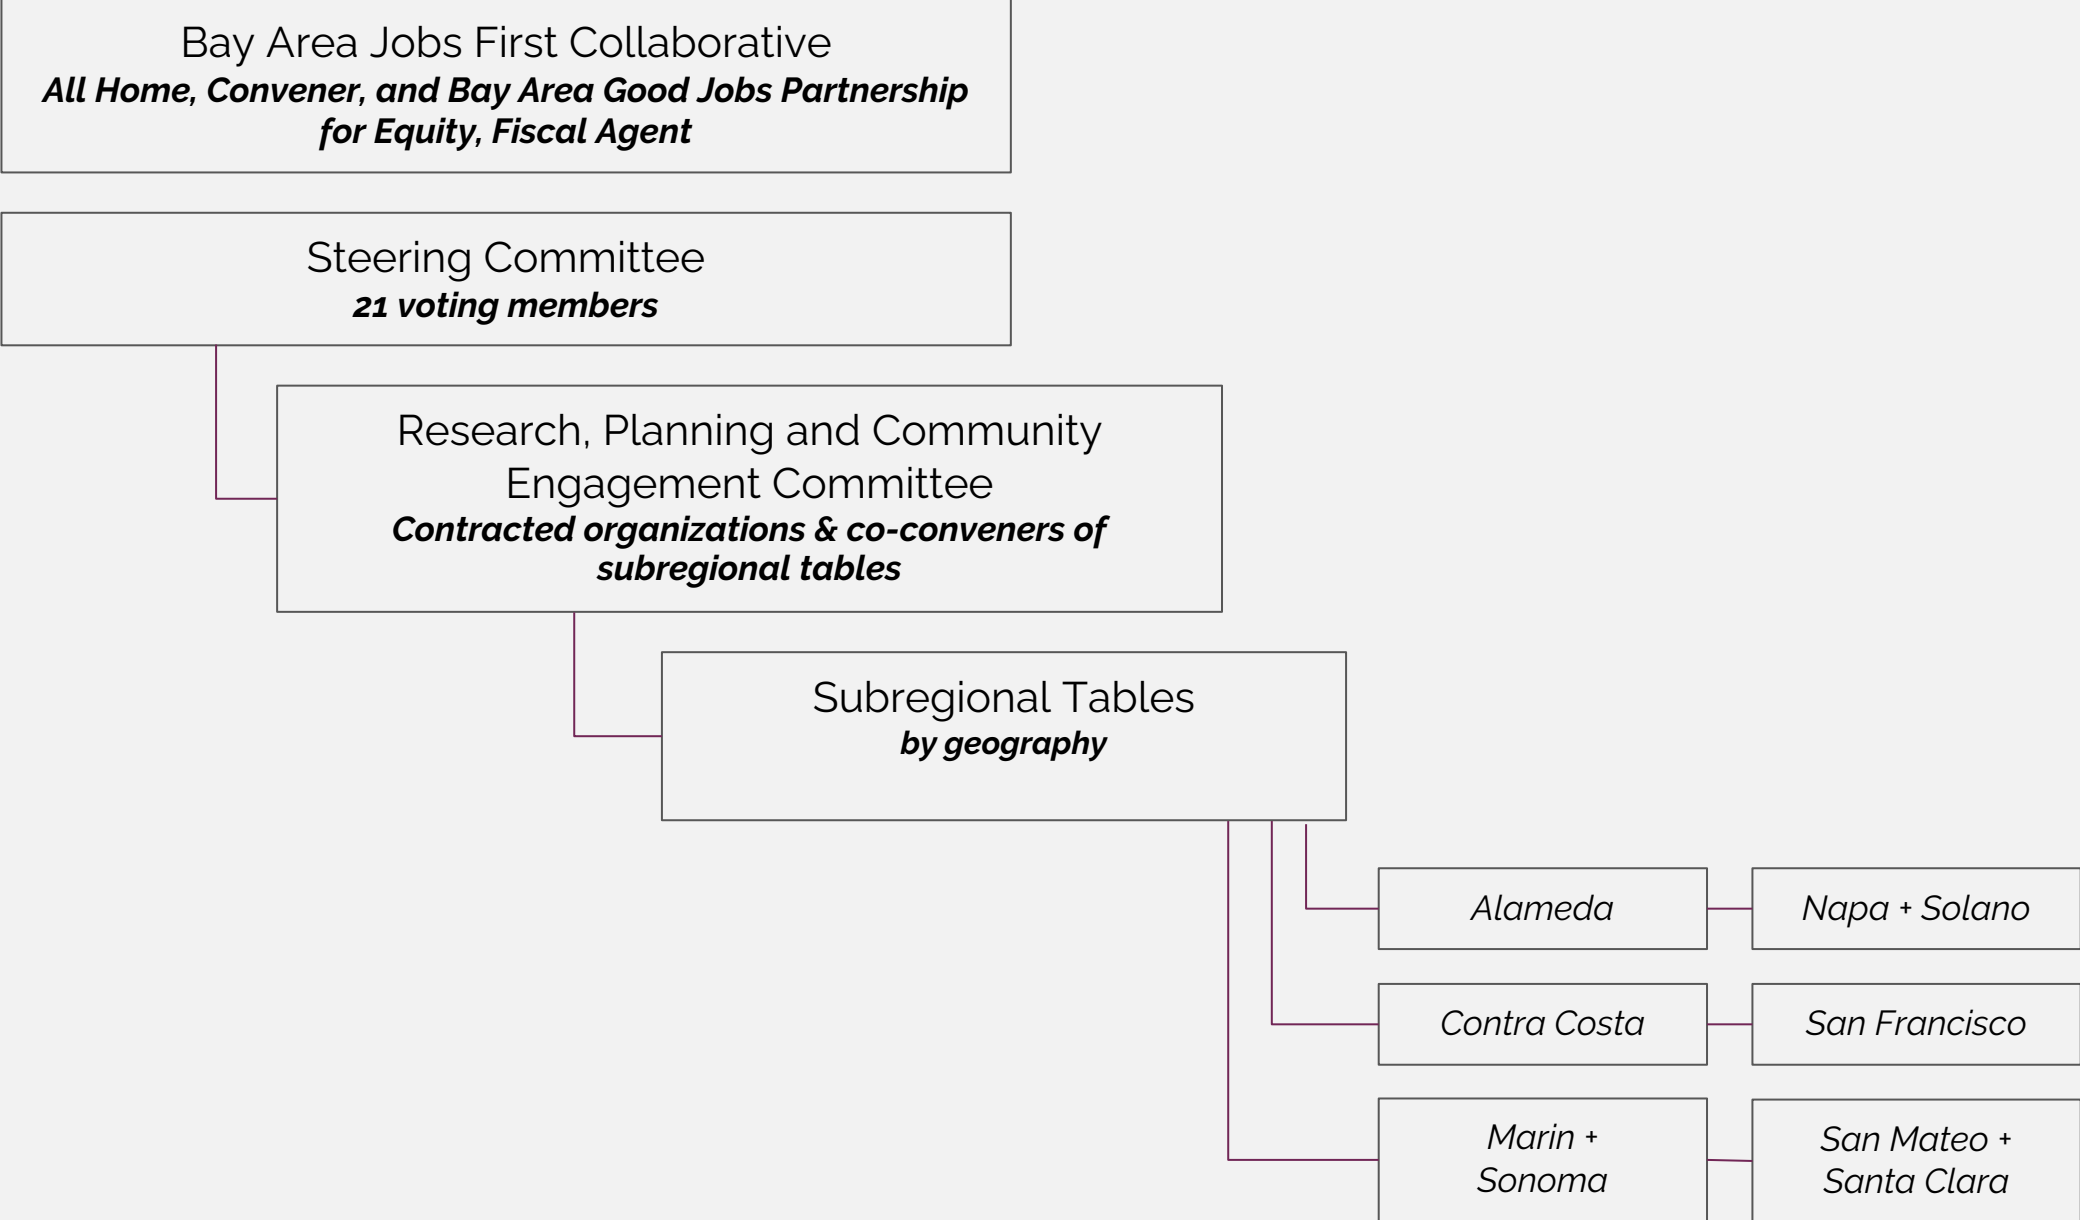 Bay Area Jobs First Collaborative
All Home, Convener, and Bay Area Good Jobs Partnership
for Equity, Fiscal Agent
Steering Committee
21 voting members
Research, Planning and Community
Engagement Committee
Contracted organizations & co-conveners of
subregional tables
Subregional Tables
by geography
Alameda
Napa + Solano
Contra Costa
San Francisco
Marin +
Sonoma
San Mateo +
Santa Clara